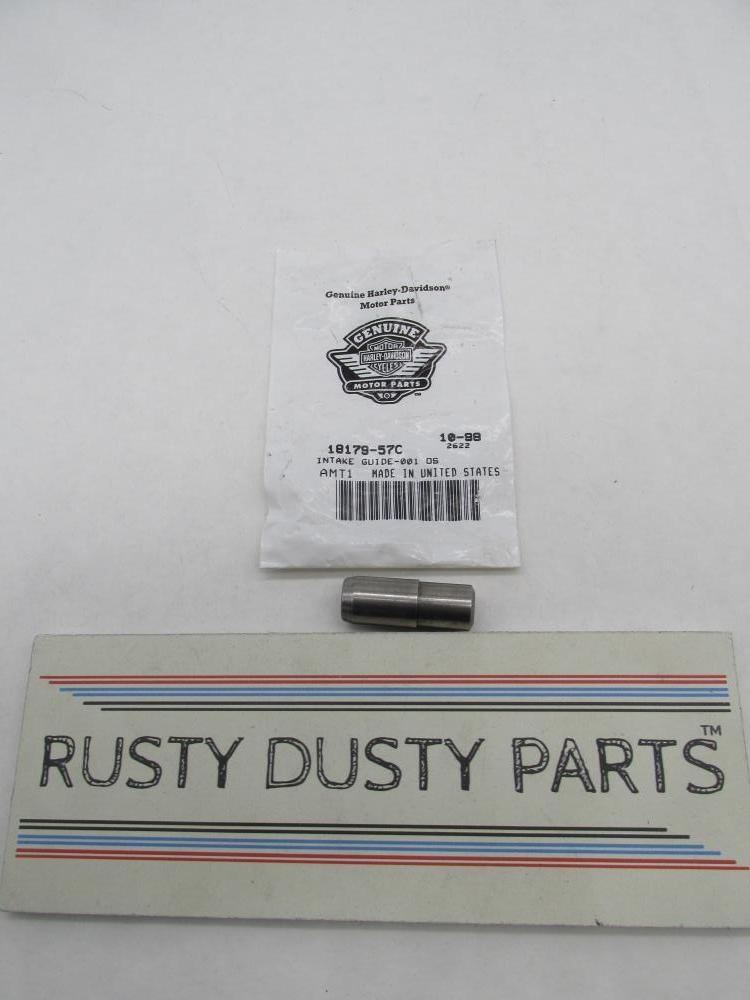 Genuine Harley-Davidson®
Motor Parts
GENUINE
MOTOR
HARLEY-DAVIDSON
CYCLES
MOTOR PARTS
™
10-98
18179-57C
2622
INTAKE GUIDE-001 OS
AMT1 MADE IN UNITED STATES
RUSTY DUSTY PARTS™